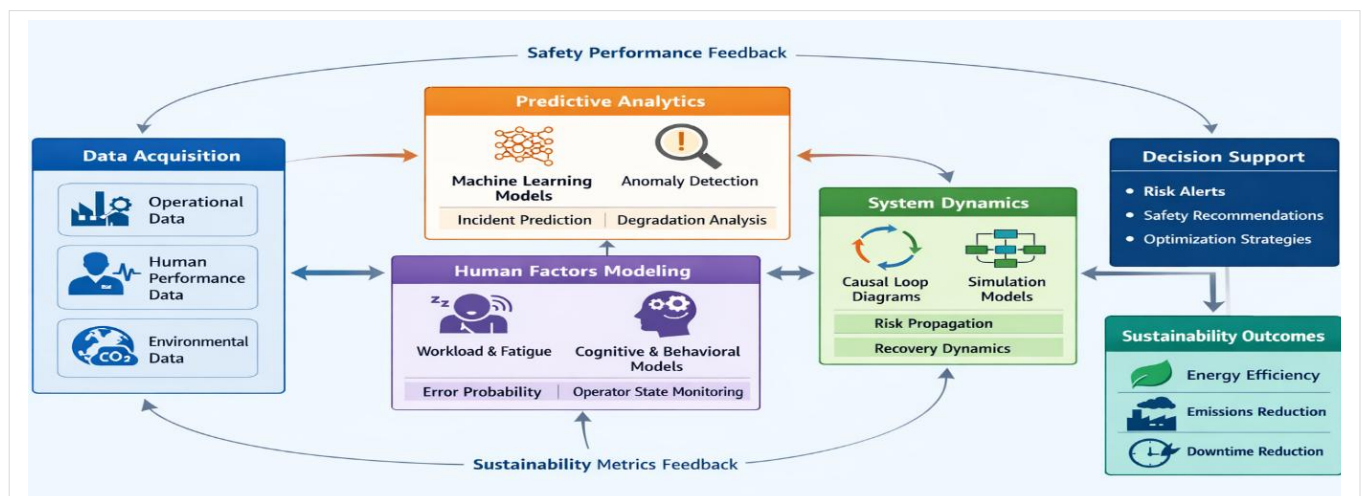 Safety Performance Feedback
Predictive Analytics
Machine Learning
Models
Anomaly Detection
Incident Prediction
Degradation Analysis
Data Acquisition
Operational
Data
Human
Performance
Data
Environmental
Data
CO₂
Human Factors Modeling
zz
Workload & Fatigue
Cognitive & Behavioral
Models
Error Probability
Operator State Monitoring
System Dynamics
Causal Loop
Diagrams
Simulation
Models
Risk Propagation
Recovery Dynamics
Decision Support
• Risk Alerts
• Safety Recommendations
• Optimization Strategies
Sustainability Outcomes
Energy Efficiency
Emissions Reduction
Downtime Reduction
Sustainability Metrics Feedback